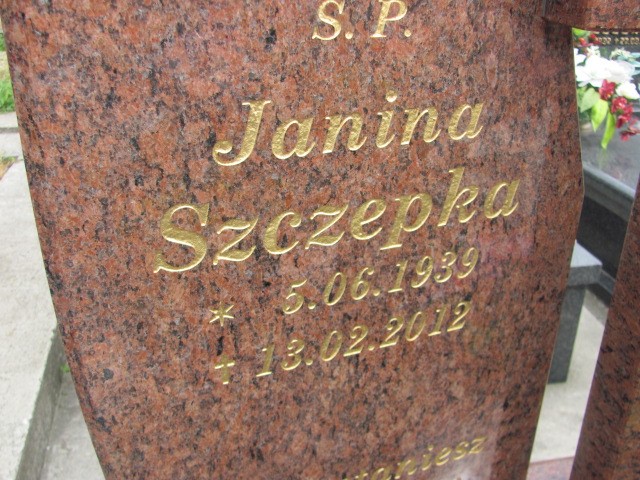 S. P.
Janina
Szczepka
* 5.06.1939
+ 13.02.2012